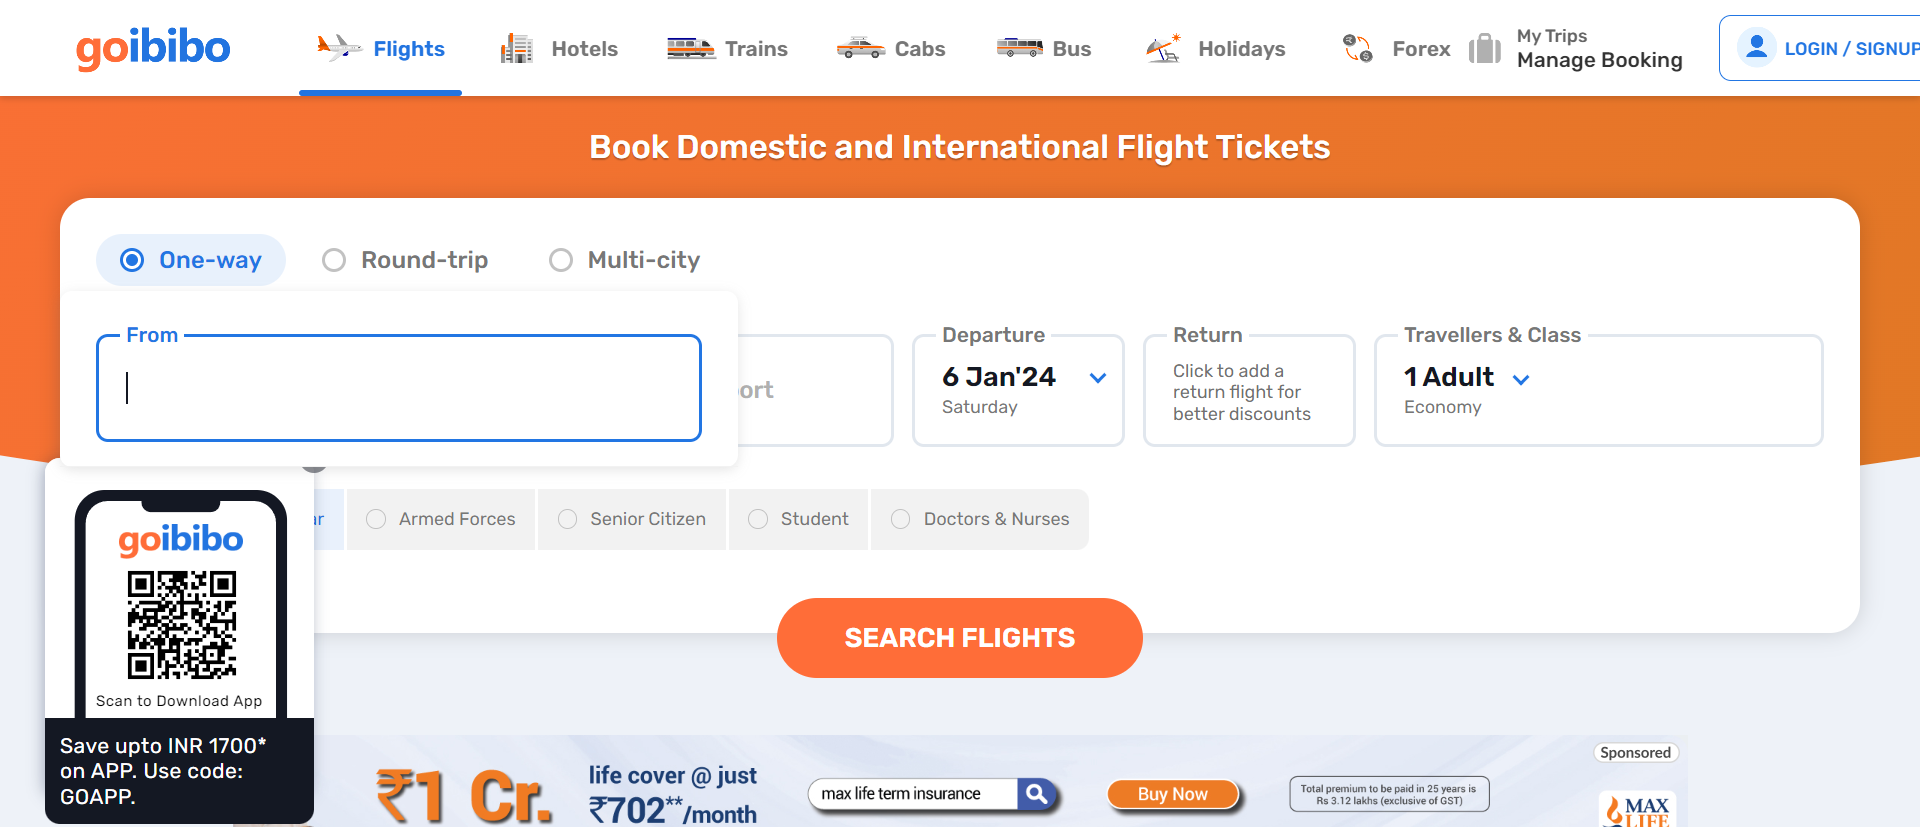 goibibo
Flights
Hotels
Trains
Cabs
Bus
Holidays
Forex
My Trips
Manage Booking
LOGIN / SIGNUP
Book Domestic and International Flight Tickets
One-way
Round-trip
Multi-city
From
Departure
6 Jan'24
Saturday
Return
Click to add a
return flight for
better discounts
Travellers & Class
1 Adult
Economy
Armed Forces
Senior Citizen
Student
Doctors & Nurses
SEARCH FLIGHTS
goibibo
Scan to Download App
Save upto INR 1700*
on APP. Use code:
GOAPP.
₹1 Cr.
life cover @ just
₹702**/month
max life term insurance
Buy Now
Total premium to be paid in 25 years is
Rs 3.12 lakhs (exclusive of GST)
Sponsored
MAX
LIFE